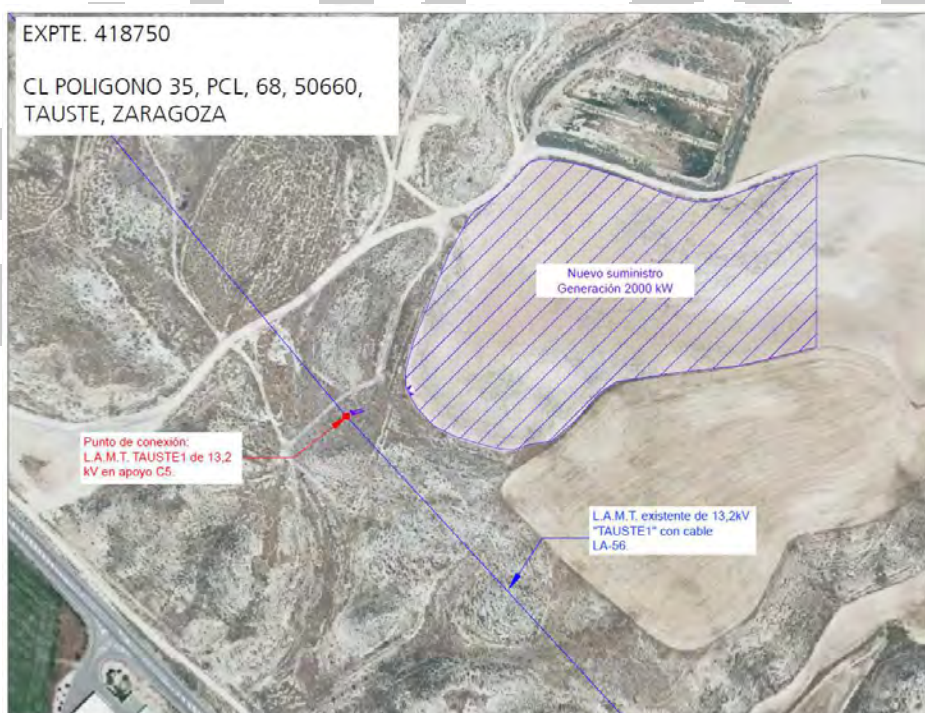 EXPTE. 418750
CL POLIGONO 35, PCL, 68, 50660,
TAUSTE, ZARAGOZA
Nuevo suministro
Generación 2000 kW
Punto de conexión:
L.A.M.T. TAUSTE1 de 13,2
kV en apoyo C5.
L.A.M.T. existente de 13,2kV
"TAUSTE1" con cable
LA-56.